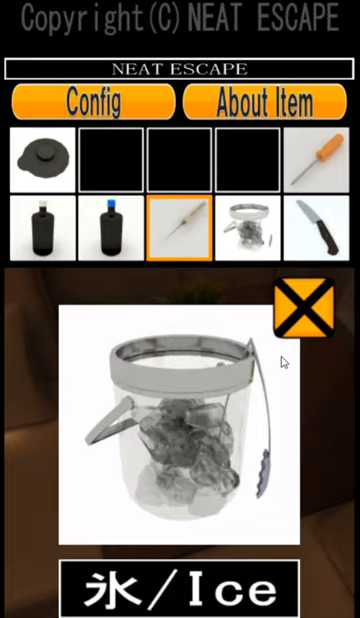 Copyright(C) NEAT ESCAPE
NEAT ESCAPE
Config
About Item
氷/Ice